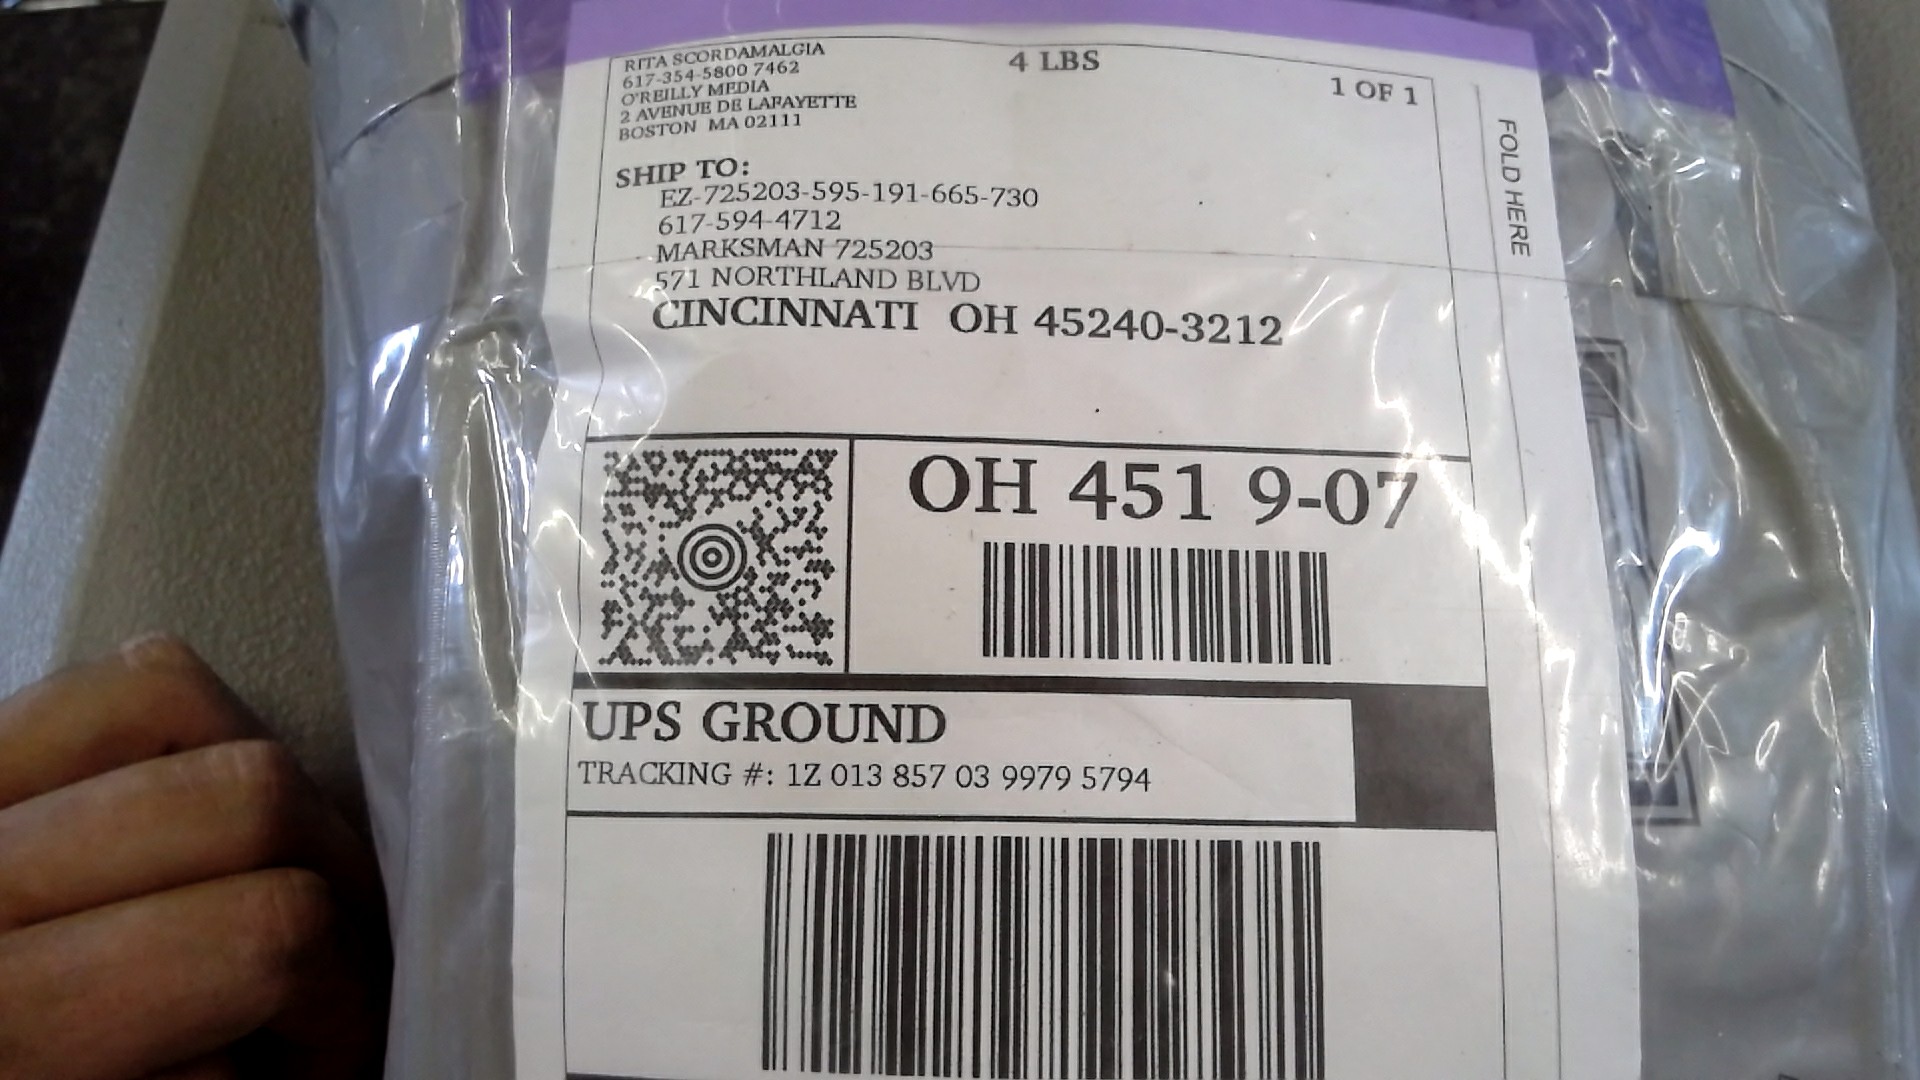 RITA SCORDAMALGIA
617-354-5800 7462
O'REILLY MEDIA
2 AVENUE DE LAFAYETTE
BOSTON MA 02111
4 LBS
1 OF 1
FOLD HERE
SHIP TO:
EZ-725203-595-191-665-730
617-594-4712
MARKSMAN 725203
571 NORTHLAND BLVD
CINCINNATI OH 45240-3212
OH 451 9-07
UPS GROUND
TRACKING #: 1Z 013 857 03 9979 5794